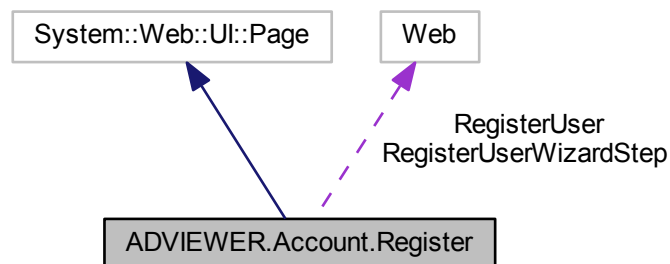 System::Web::UI::Page
Web
RegisterUser
RegisterUserWizardStep
ADVIEWER.Account.Register